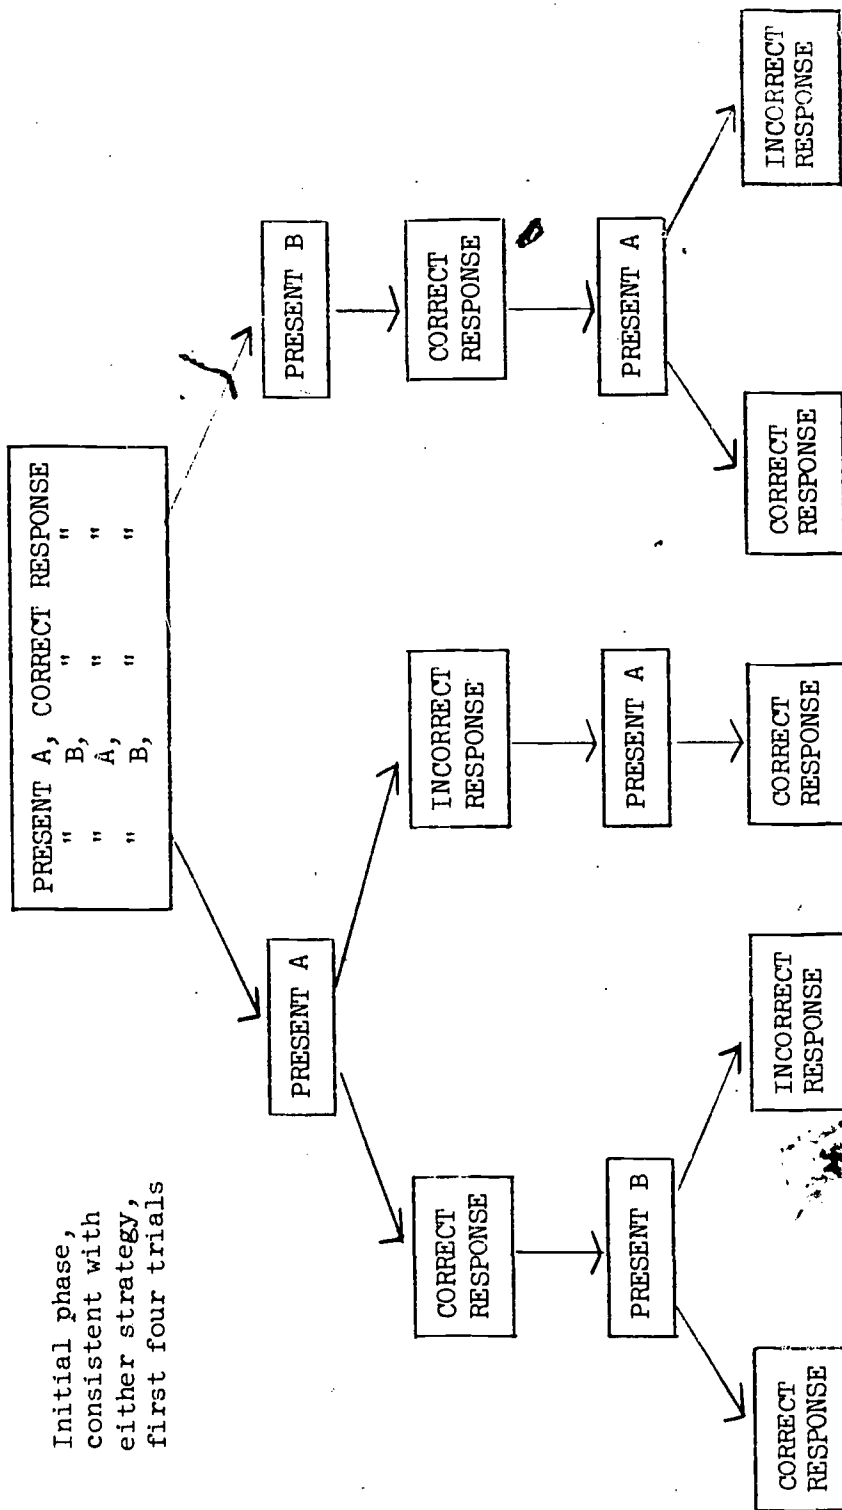 Initial phase,
consistent with
either strategy,
first four trials
PRESENT A, CORRECT RESPONSE
" B, " "
" A, " "
" B, " "
PRESENT A
PRESENT B
CORRECT
RESPONSE
INCORRECT
RESPONSE
CORRECT
RESPONSE
PRESENT B
PRESENT A
PRESENT A
CORRECT
RESPONSE
INCORRECT
RESPONSE
CORRECT
RESPONSE
CORRECT
RESPONSE
INCORRECT
RESPONSE